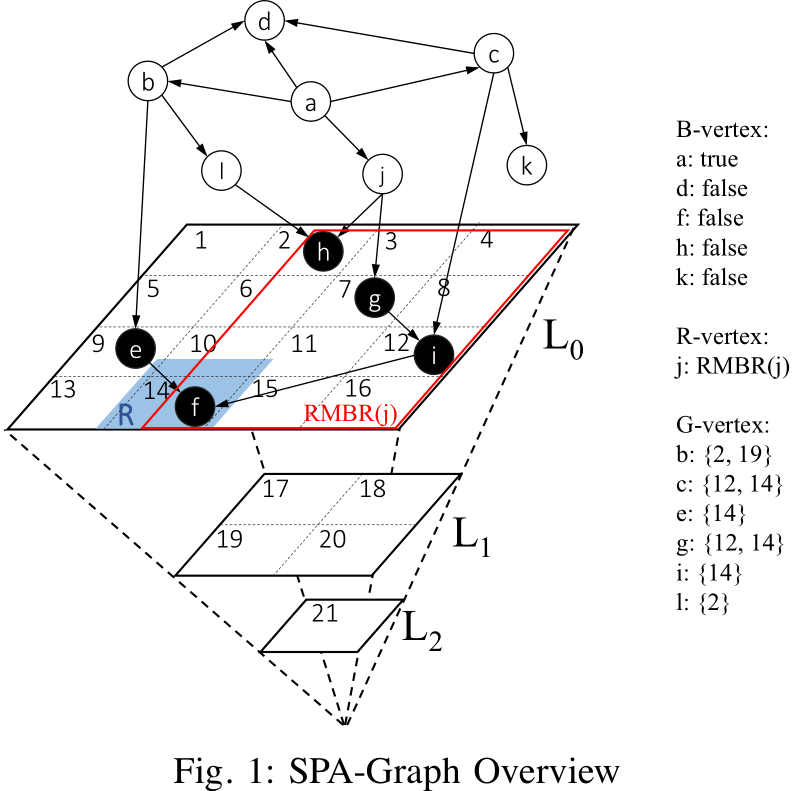 d
b
c
a
l
j
k
B-vertex:
a: true
d: false
f: false
h: false
k: false
1
2
h
3
4
5
6
7
g
8
9
e
10
11
12
i
L0
R-vertex:
j: RMBR(j)
13
14
15
16
R
f
RMBR(j)
G-vertex:
b: {2, 19}
c: {12, 14}
e: {14}
g: {12, 14}
i: {14}
l: {2}
17
18
19
20
L1
21
L2
Fig. 1: SPA-Graph Overview